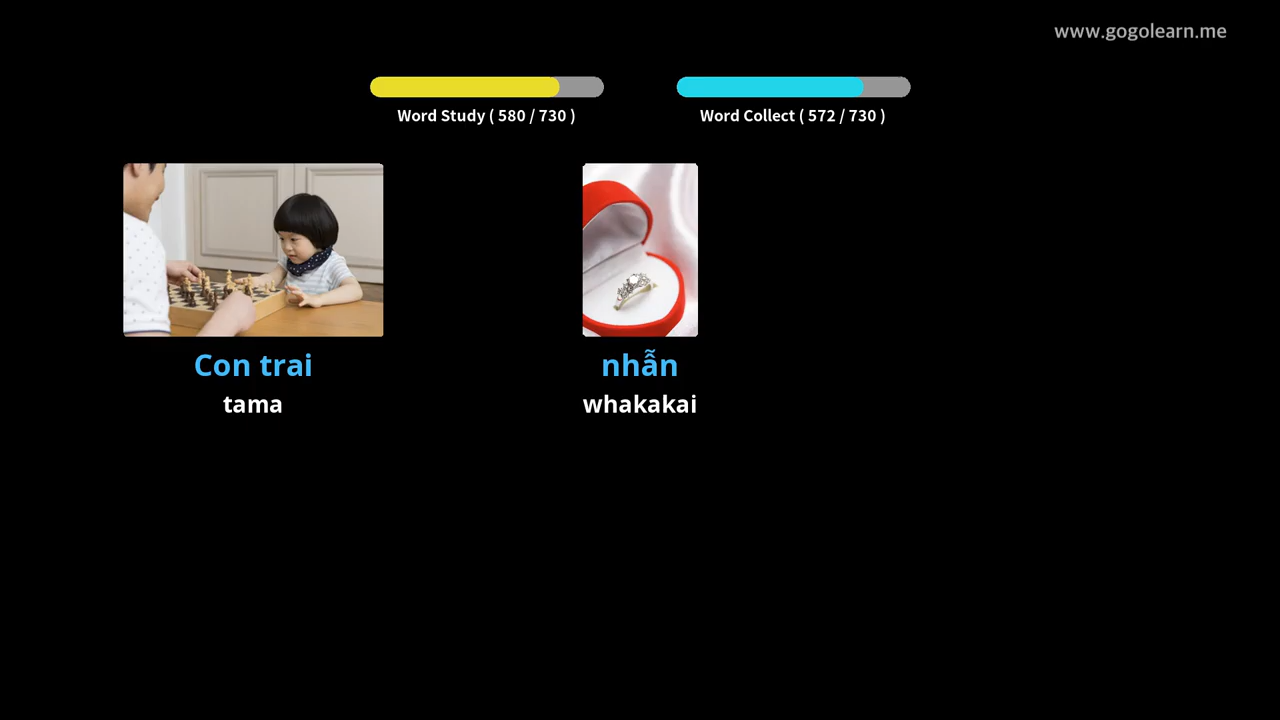 www.gogolearn.me
Word Study ( 580 / 730 )
Word Collect ( 572 / 730 )
Con trai
tama
nhẫn
whakakai